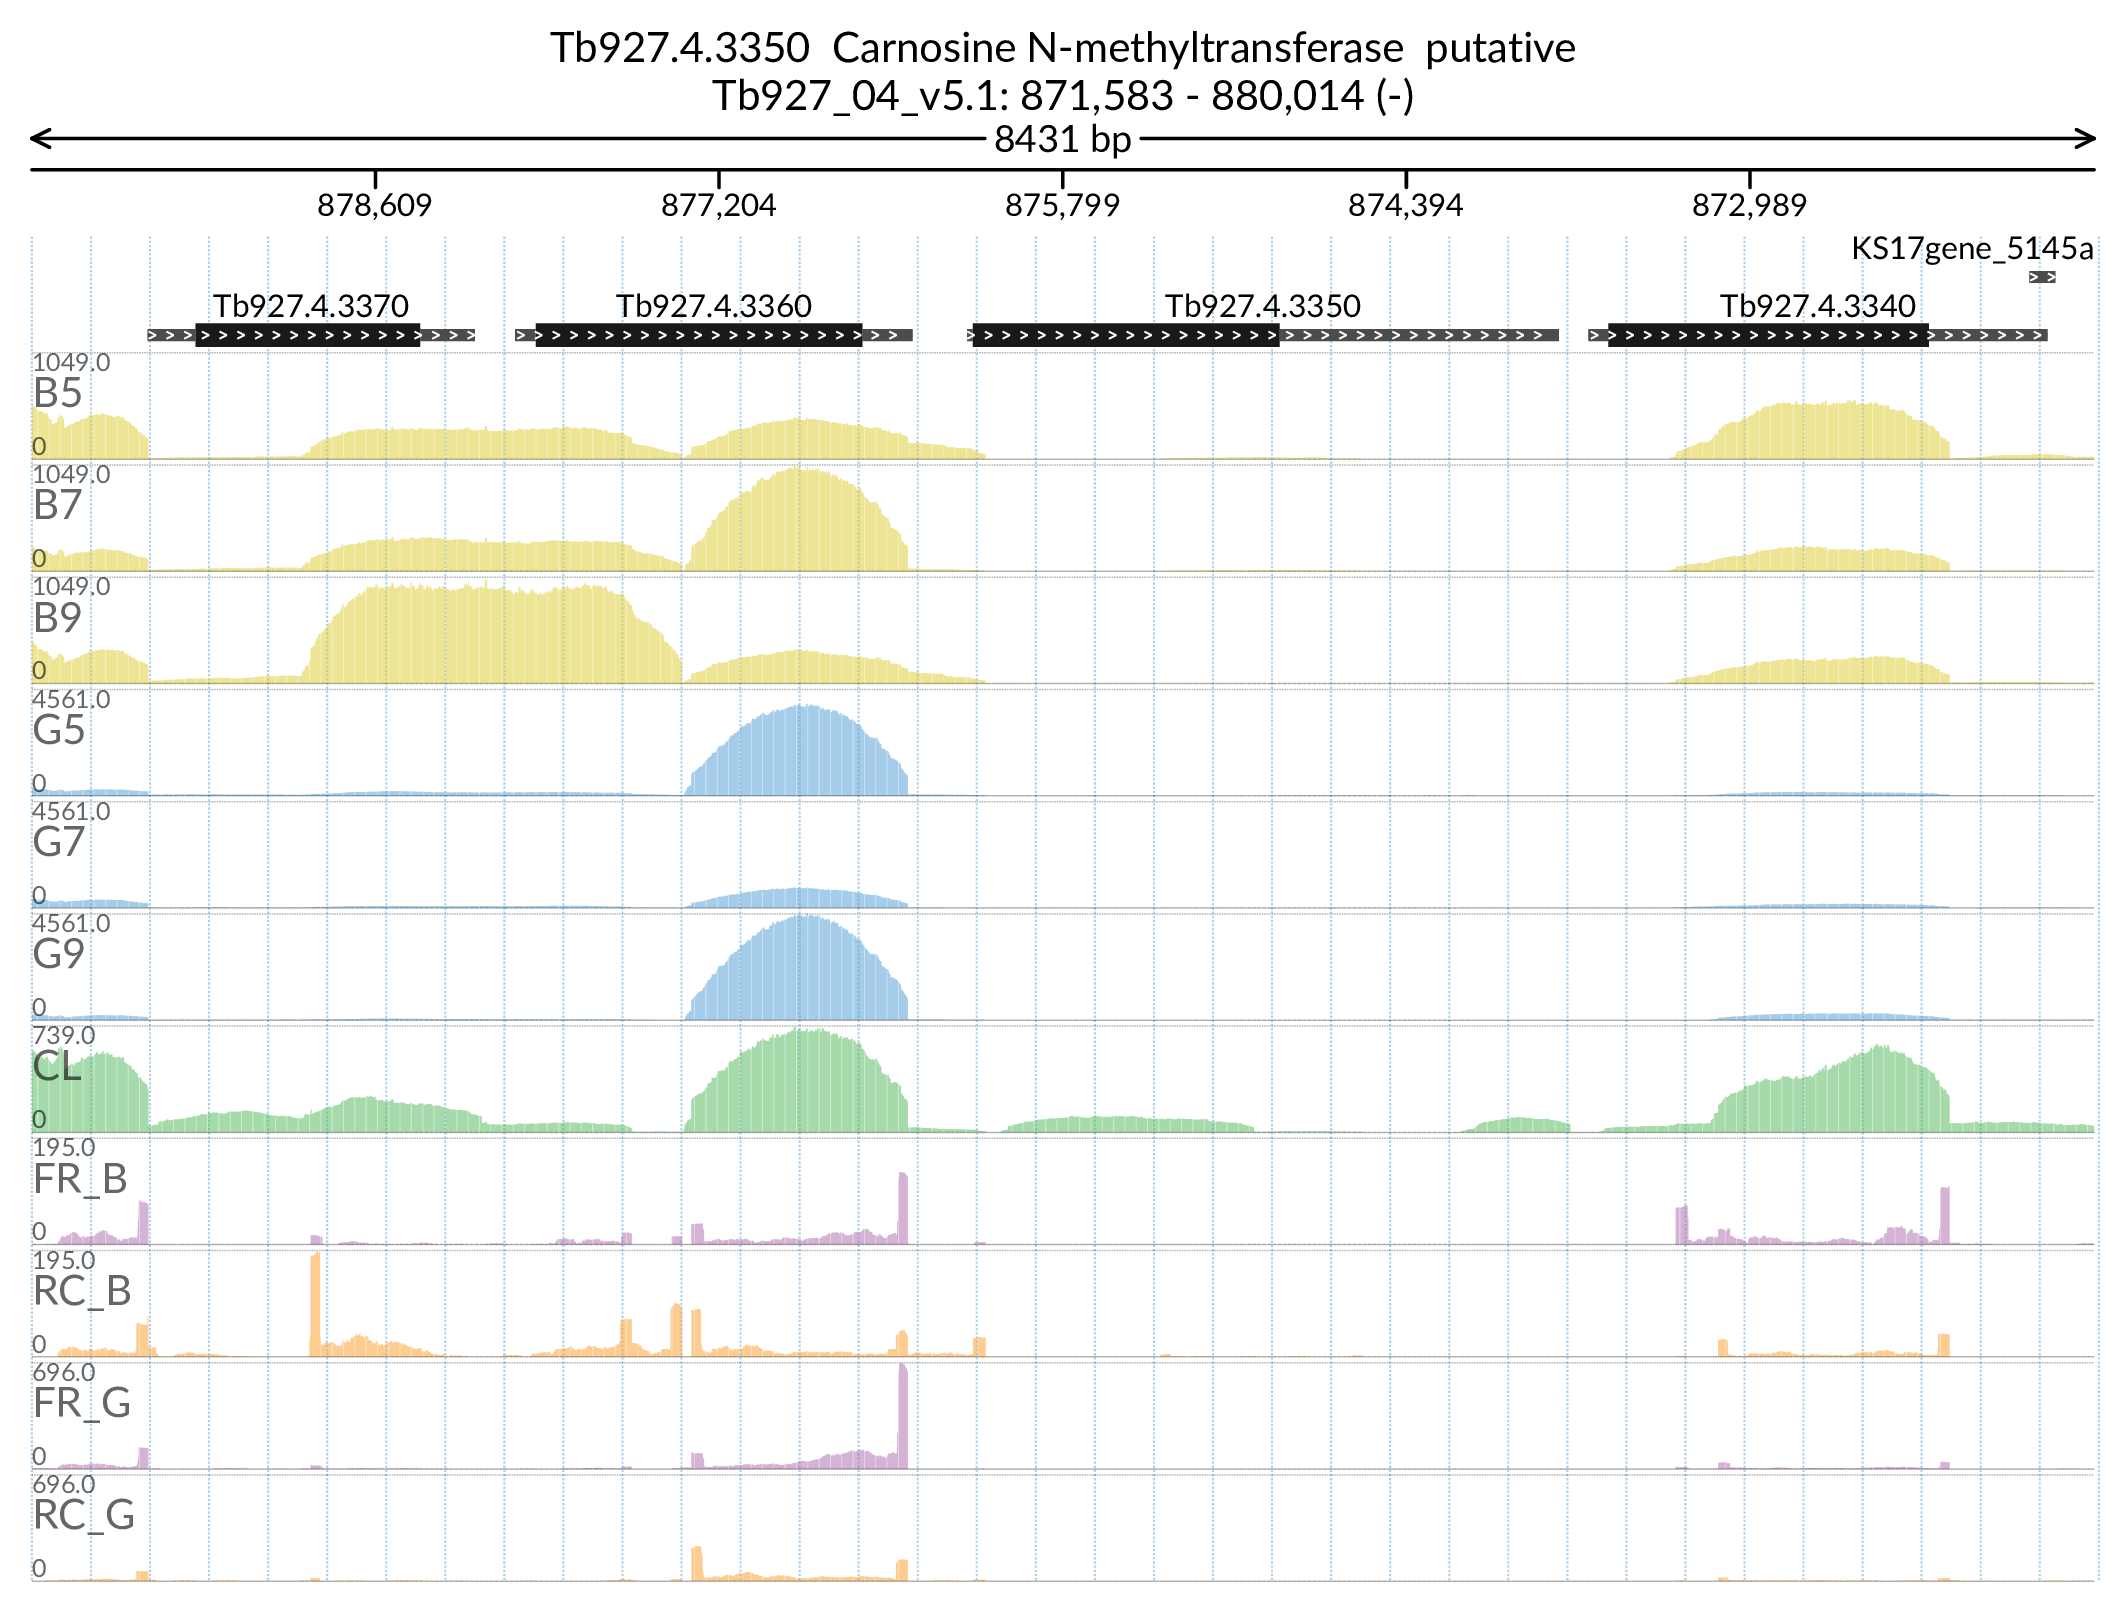 Tb927.4.3350  Carnosine N-methyltransferase  putative
Tb927_04_v5.1: 871,583 - 880,014 (-)
8431 bp
878,609 877,204 875,799 874,394 872,989
KS17gene_5145a
Tb927.4.3370 Tb927.4.3360 Tb927.4.3350 Tb927.4.3340
1049.0
B5
0
1049.0
B7
0
1049.0
B9
0
4561.0
G5
0
4561.0
G7
0
4561.0
G9
0
739.0
CL
0
195.0
FR_B
0
195.0
RC_B
0
696.0
FR_G
0
696.0
RC_G
0